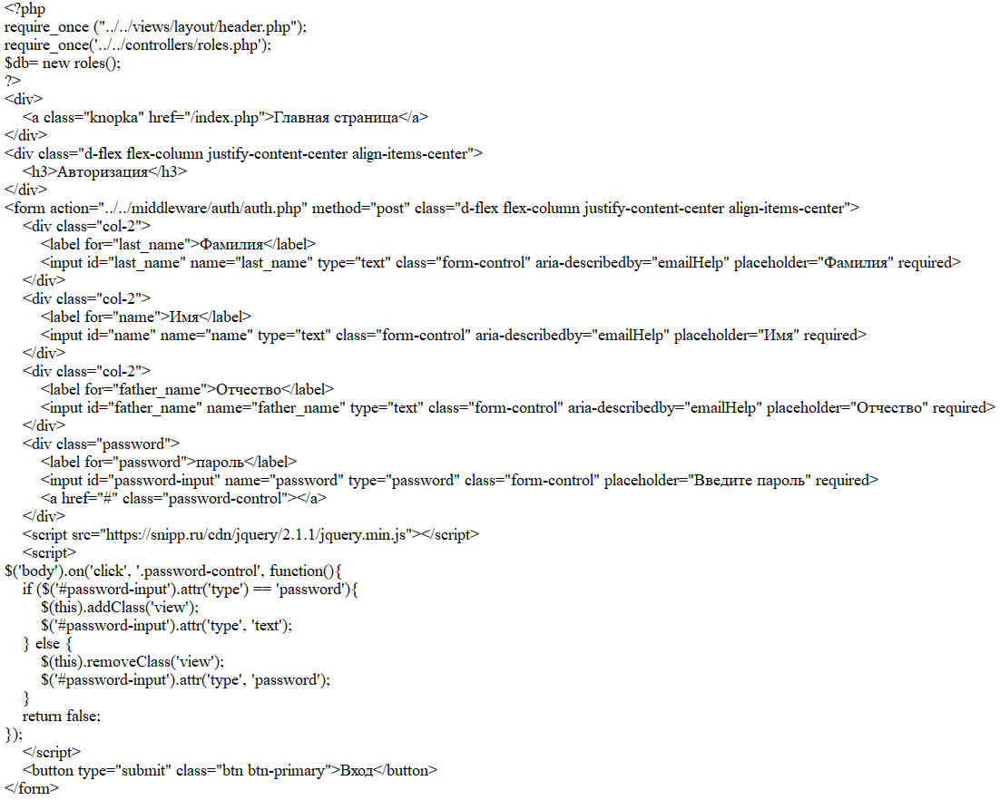 <?php
require_once ("../../views/layout/header.php");
require_once('../../controllers/roles.php');
$db= new roles();
?>
<div>
    <a class="knopka" href="/index.php">Главная страница</a>
</div>
<div class="d-flex flex-column justify-content-center align-items-center">
    <h3>Авторизация</h3>
</div>
<form action="../../middleware/auth/auth.php" method="post" class="d-flex flex-column justify-content-center align-items-center">
    <div class="col-2">
        <label for="last_name">Фамилия</label>
        <input id="last_name" name="last_name" type="text" class="form-control" aria-describedby="emailHelp" placeholder="Фамилия" required>
    </div>
    <div class="col-2">
        <label for="name">Имя</label>
        <input id="name" name="name" type="text" class="form-control" aria-describedby="emailHelp" placeholder="Имя" required>
    </div>
    <div class="col-2">
        <label for="father_name">Отчество</label>
        <input id="father_name" name="father_name" type="text" class="form-control" aria-describedby="emailHelp" placeholder="Отчество" required>
    </div>
    <div class="password">
        <label for="password">пароль</label>
        <input id="password-input" name="password" type="password" class="form-control" placeholder="Введите пароль" required>
        <a href="#" class="password-control"></a>
    </div>
    <script src="https://snipp.ru/cdn/jquery/2.1.1/jquery.min.js"></script>
    <script>
$('body').on('click', '.password-control', function(){
    if ($('#password-input').attr('type') == 'password'){
        $(this).addClass('view');
        $('#password-input').attr('type', 'text');
    } else {
        $(this).removeClass('view');
        $('#password-input').attr('type', 'password');
    }
    return false;
});
    </script>
    <button type="submit" class="btn btn-primary">Вход</button>
</form>